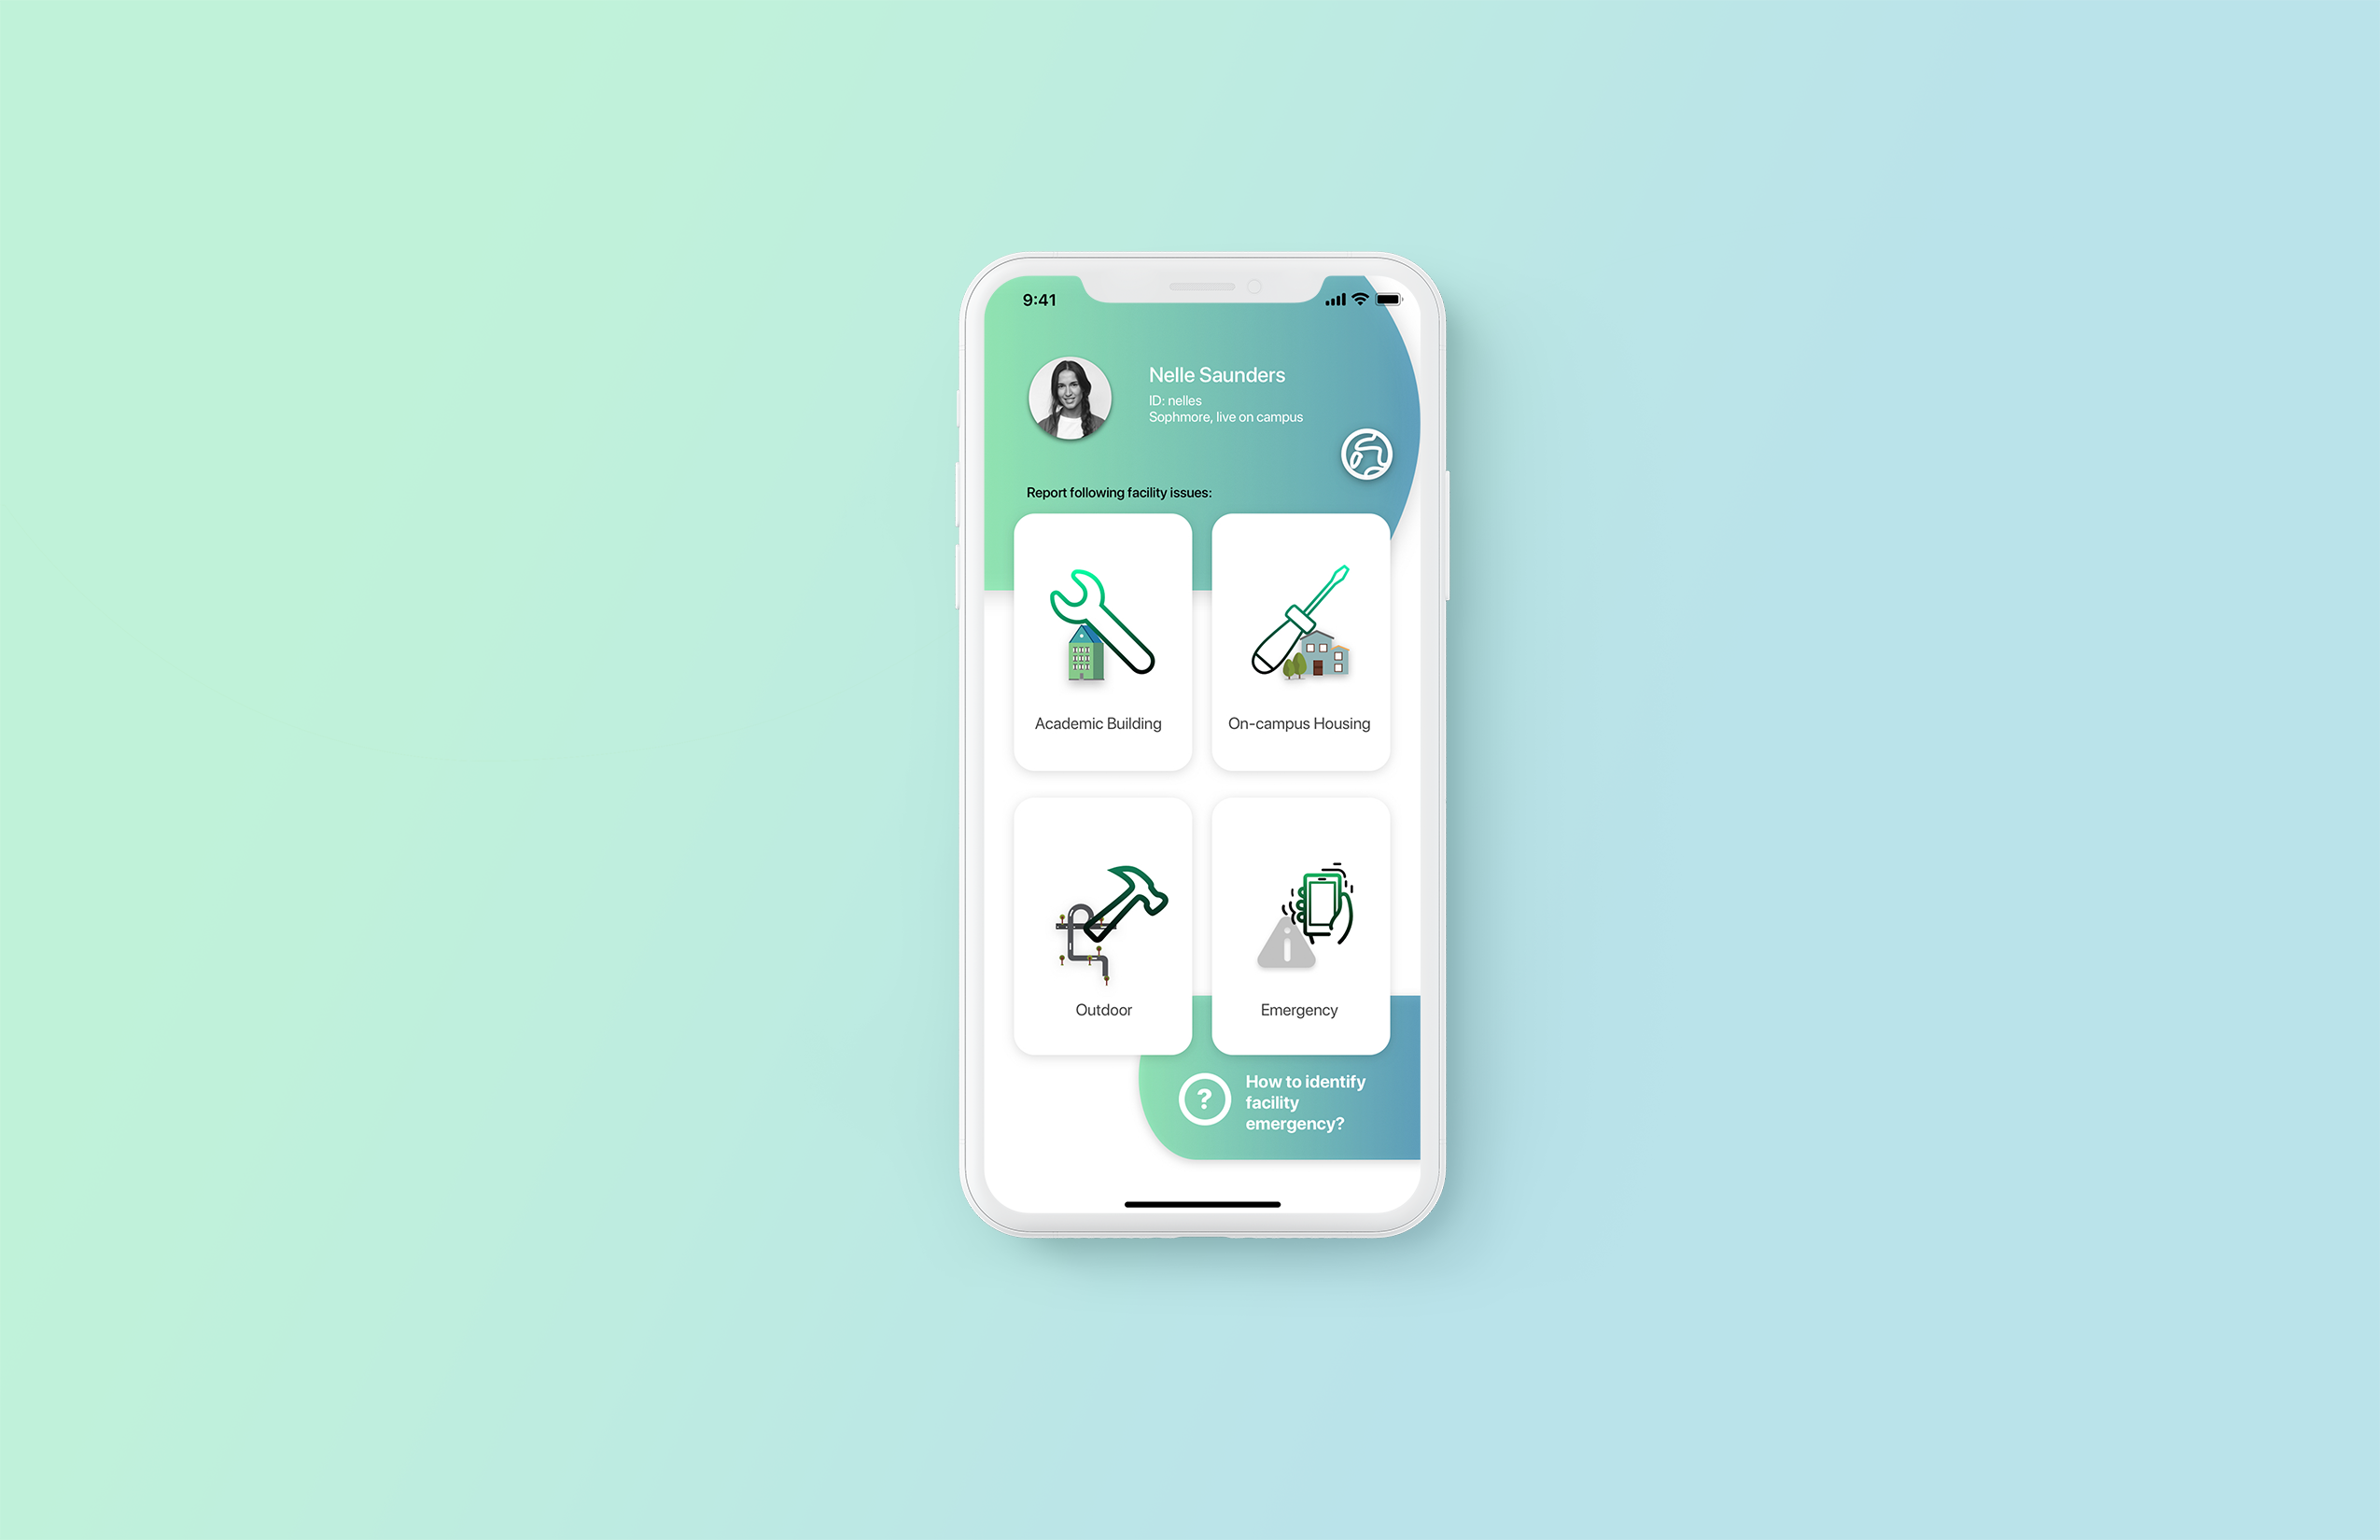 9:41
Nelle Saunders
ID: nelles
Sophmore, live on campus
Report following facility issues:
Academic Building
On-campus Housing
Outdoor
Emergency
?
How to identify
facility
emergency?